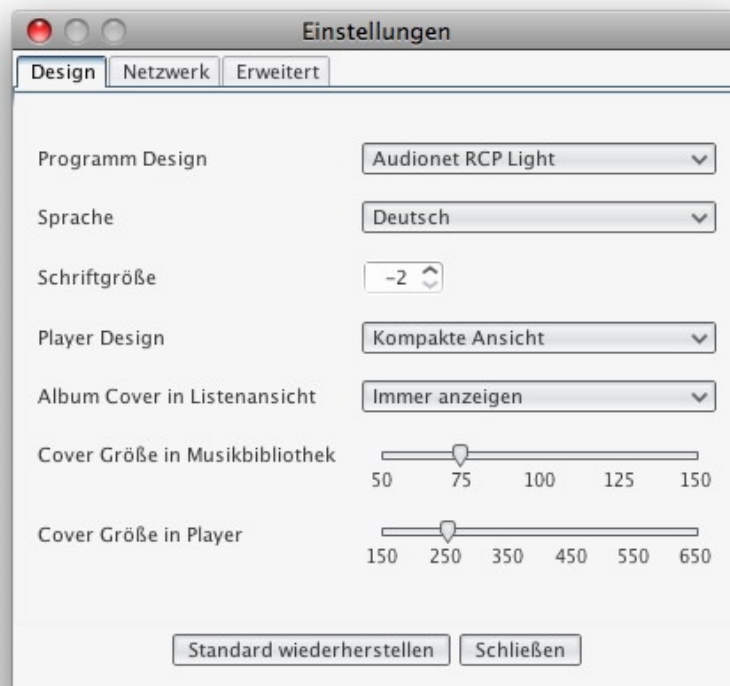 Einstellungen
Design Netzwerk Erweitert
Programm Design Audionet RCP Light
Sprache Deutsch
Schriftgröße -2
Player Design Kompakte Ansicht
Album Cover in Listenansicht Immer anzeigen
Cover Größe in Musikbibliothek
50 75 100 125 150
Cover Größe in Player
150 250 350 450 550 650
Standard wiederherstellen Schließen